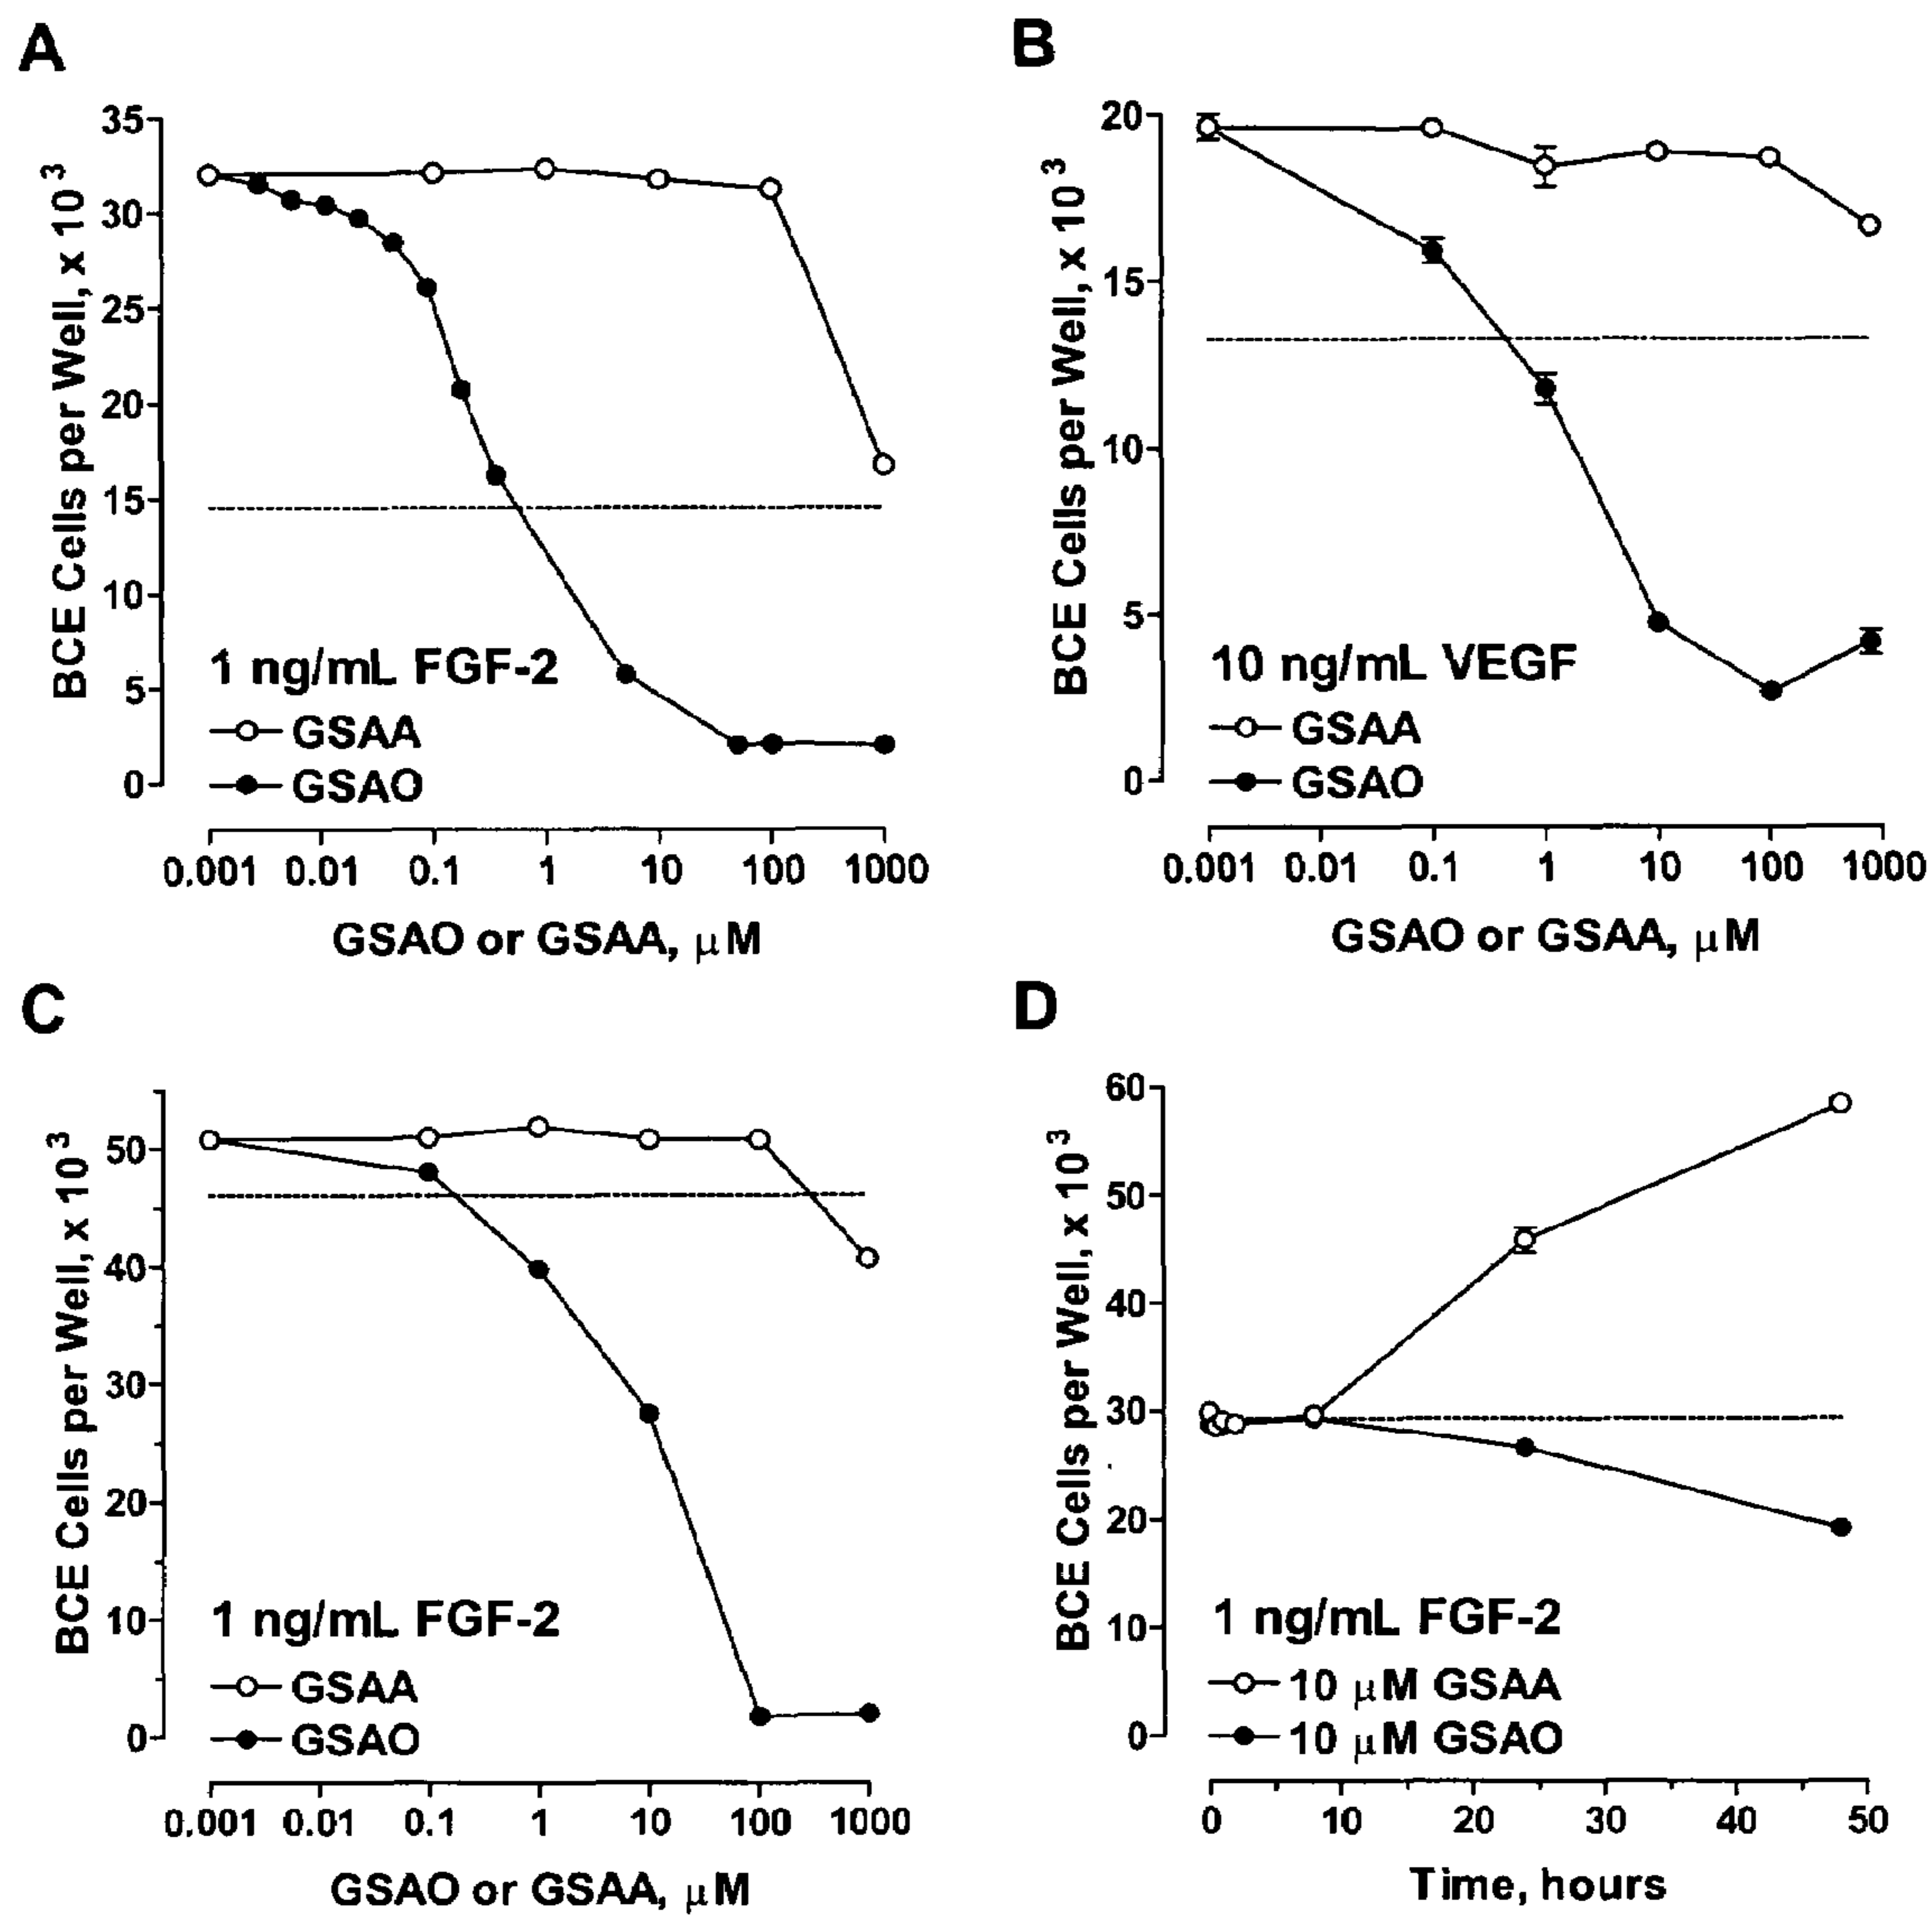 A
BCE Cells per Well, x 10³
35
30
25
20
15
10
5
0
1 ng/mL FGF-2
GSAA
GSAO
0.001 0.01 0.1 1 10 100 1000
GSAO or GSAA, μM
B
BCE Cells per Well, x 10³
20
15
10
5
0
10 ng/mL VEGF
GSAA
GSAO
0.001 0.01 0.1 1 10 100 1000
GSAO or GSAA, μM
C
BCE Cells per Well, x 10³
50
40
30
20
10
0
1 ng/mL FGF-2
GSAA
GSAO
0.001 0.01 0.1 1 10 100 1000
GSAO or GSAA, μM
D
BCE Cells per Well, x 10³
60
50
40
30
20
10
0
1 ng/mL FGF-2
10 μM GSAA
10 μM GSAO
0 10 20 30 40 50
Time, hours